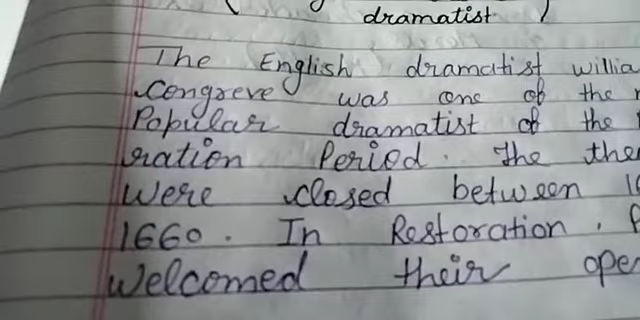 dramatist )
The English dramatist willia
Congreve was one of the
Popular dramatist of the
ration Period. The the
were closed between 1
1660. In Restoration,
Welcomed their ope